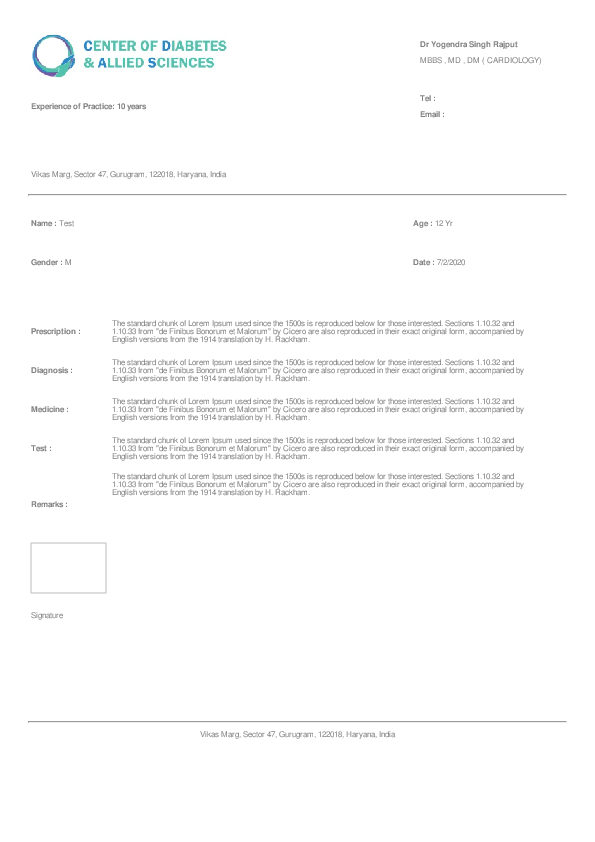 CENTER OF DIABETES
& ALLIED SCIENCES
Dr Yogendra Singh Rajput
MBBS , MD , DM ( CARDIOLOGY)
Tel :
Experience of Practice: 10 years
Email :
Vikas Marg, Sector 47, Gurugram, 122018, Haryana, India
Name : Test
Age : 12 Yr
Gender : M
Date : 7/2/2020
Prescription :
The standard chunk of Lorem Ipsum used since the 1500s is reproduced below for those interested. Sections 1.10.32 and
1.10.33 from "de Finibus Bonorum et Malorum" by Cicero are also reproduced in their exact original form, accompanied by
English versions from the 1914 translation by H. Rackham.
Diagnosis :
The standard chunk of Lorem Ipsum used since the 1500s is reproduced below for those interested. Sections 1.10.32 and
1.10.33 from "de Finibus Bonorum et Malorum" by Cicero are also reproduced in their exact original form, accompanied by
English versions from the 1914 translation by H. Rackham.
Medicine :
The standard chunk of Lorem Ipsum used since the 1500s is reproduced below for those interested. Sections 1.10.32 and
1.10.33 from "de Finibus Bonorum et Malorum" by Cicero are also reproduced in their exact original form, accompanied by
English versions from the 1914 translation by H. Rackham.
Test :
The standard chunk of Lorem Ipsum used since the 1500s is reproduced below for those interested. Sections 1.10.32 and
1.10.33 from "de Finibus Bonorum et Malorum" by Cicero are also reproduced in their exact original form, accompanied by
English versions from the 1914 translation by H. Rackham.
Remarks :
The standard chunk of Lorem Ipsum used since the 1500s is reproduced below for those interested. Sections 1.10.32 and
1.10.33 from "de Finibus Bonorum et Malorum" by Cicero are also reproduced in their exact original form, accompanied by
English versions from the 1914 translation by H. Rackham.
Signature
Vikas Marg, Sector 47, Gurugram, 122018, Haryana, India